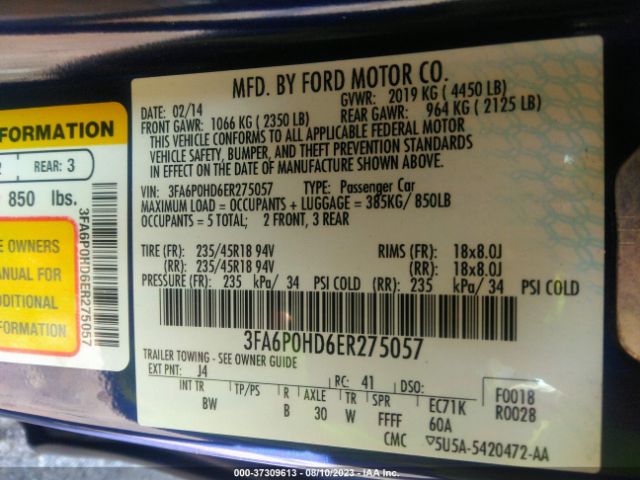 FORMATION
2 REAR: 3
850 lbs.
E OWNERS
ANUAL FOR
DDITIONAL
FORMATION
3FA6P0HD6ER275057
MFD. BY FORD MOTOR CO.
DATE: 02/14 GVWR: 2019 KG ( 4450 LB)
FRONT GAWR: 1066 KG ( 2350 LB) REAR GAWR: 964 KG ( 2125 LB)
THIS VEHICLE CONFORMS TO ALL APPLICABLE FEDERAL MOTOR
VEHICLE SAFETY, BUMPER, AND THEFT PREVENTION STANDARDS
IN EFFECT ON THE DATE OF MANUFACTURE SHOWN ABOVE.
VIN: 3FA6P0HD6ER275057 TYPE: Passenger Car
MAXIMUM LOAD = OCCUPANTS + LUGGAGE = 385KG/ 850LB
OCCUPANTS = 5 TOTAL; 2 FRONT, 3 REAR
TIRE (FR): 235/45R18 94V RIMS (FR): 18x8.0J
(RR): 235/45R18 94V (RR): 18x8.0J
PRESSURE (FR): 235 kPa/ 34 PSI COLD (RR): 235 kPa/ 34 PSI COLD
3FA6P0HD6ER275057
TRAILER TOWING - SEE OWNER GUIDE
EXT PNT: J4 RC: 41 DSO: F0018
INT TR TP/PS R AXLE TR SPR EC71K R0028
BW B 30 W FFFF 60A
CMC ▽5U5A-5420472-AA
000-37309613 - 08/10/2023 - IAA Inc.